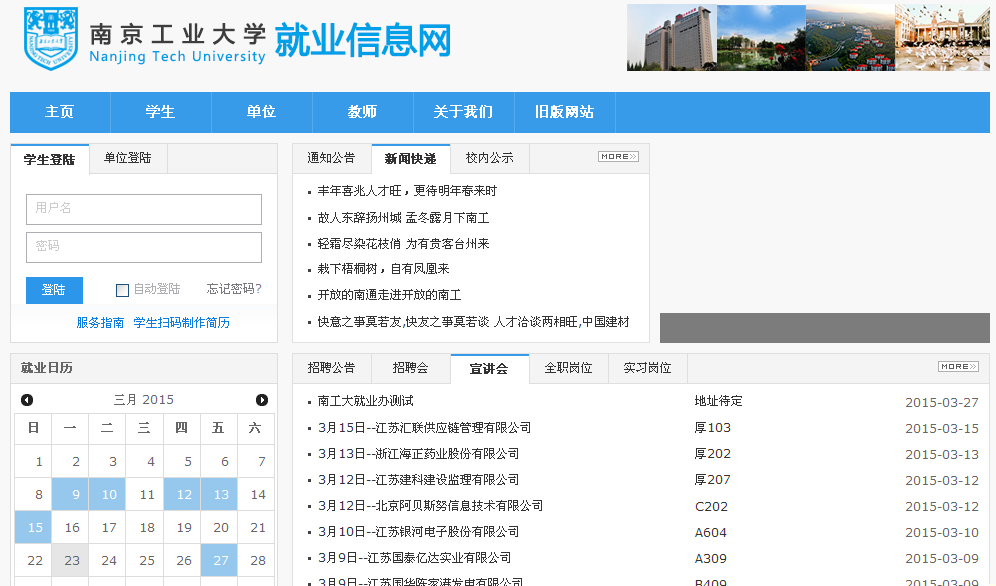 南京工业大学 就业信息网
Nanjing Tech University
主页 学生 单位 教师 关于我们 旧版网站
学生登陆 单位登陆
用户名
密码
登陆 自动登陆 忘记密码?
服务指南 学生扫码制作简历
通知公告 新闻快递 校内公示 MORE
丰年喜兆人才旺，更待明年春来时
故人东辞扬州城 孟冬露月下南工
轻霜尽染花枝俏 为有贵客台州来
栽下梧桐树，自有凤凰来
开放的南通走进开放的南工
快意之事莫若友,快友之事莫若谈 人才洽谈两相旺,中国建材
就业日历
三月 2015
日 一 二 三 四 五 六
1 2 3 4 5 6 7
8 9 10 11 12 13 14
15 16 17 18 19 20 21
22 23 24 25 26 27 28
招聘公告 招聘会 宣讲会 全职岗位 实习岗位 MORE
南工大就业办测试 地址待定 2015-03-27
3月15日--江苏汇联供应链管理有限公司 厚103 2015-03-15
3月13日--浙江海正药业股份有限公司 厚202 2015-03-13
3月12日--江苏建科建设监理有限公司 厚207 2015-03-12
3月12日--北京阿贝斯努信息技术有限公司 C202 2015-03-12
3月10日--江苏银河电子股份有限公司 A604 2015-03-10
3月9日--江苏国泰亿达实业有限公司 A309 2015-03-09
3月9日--江苏国华陈家港发电有限公司 B409 2015-03-09